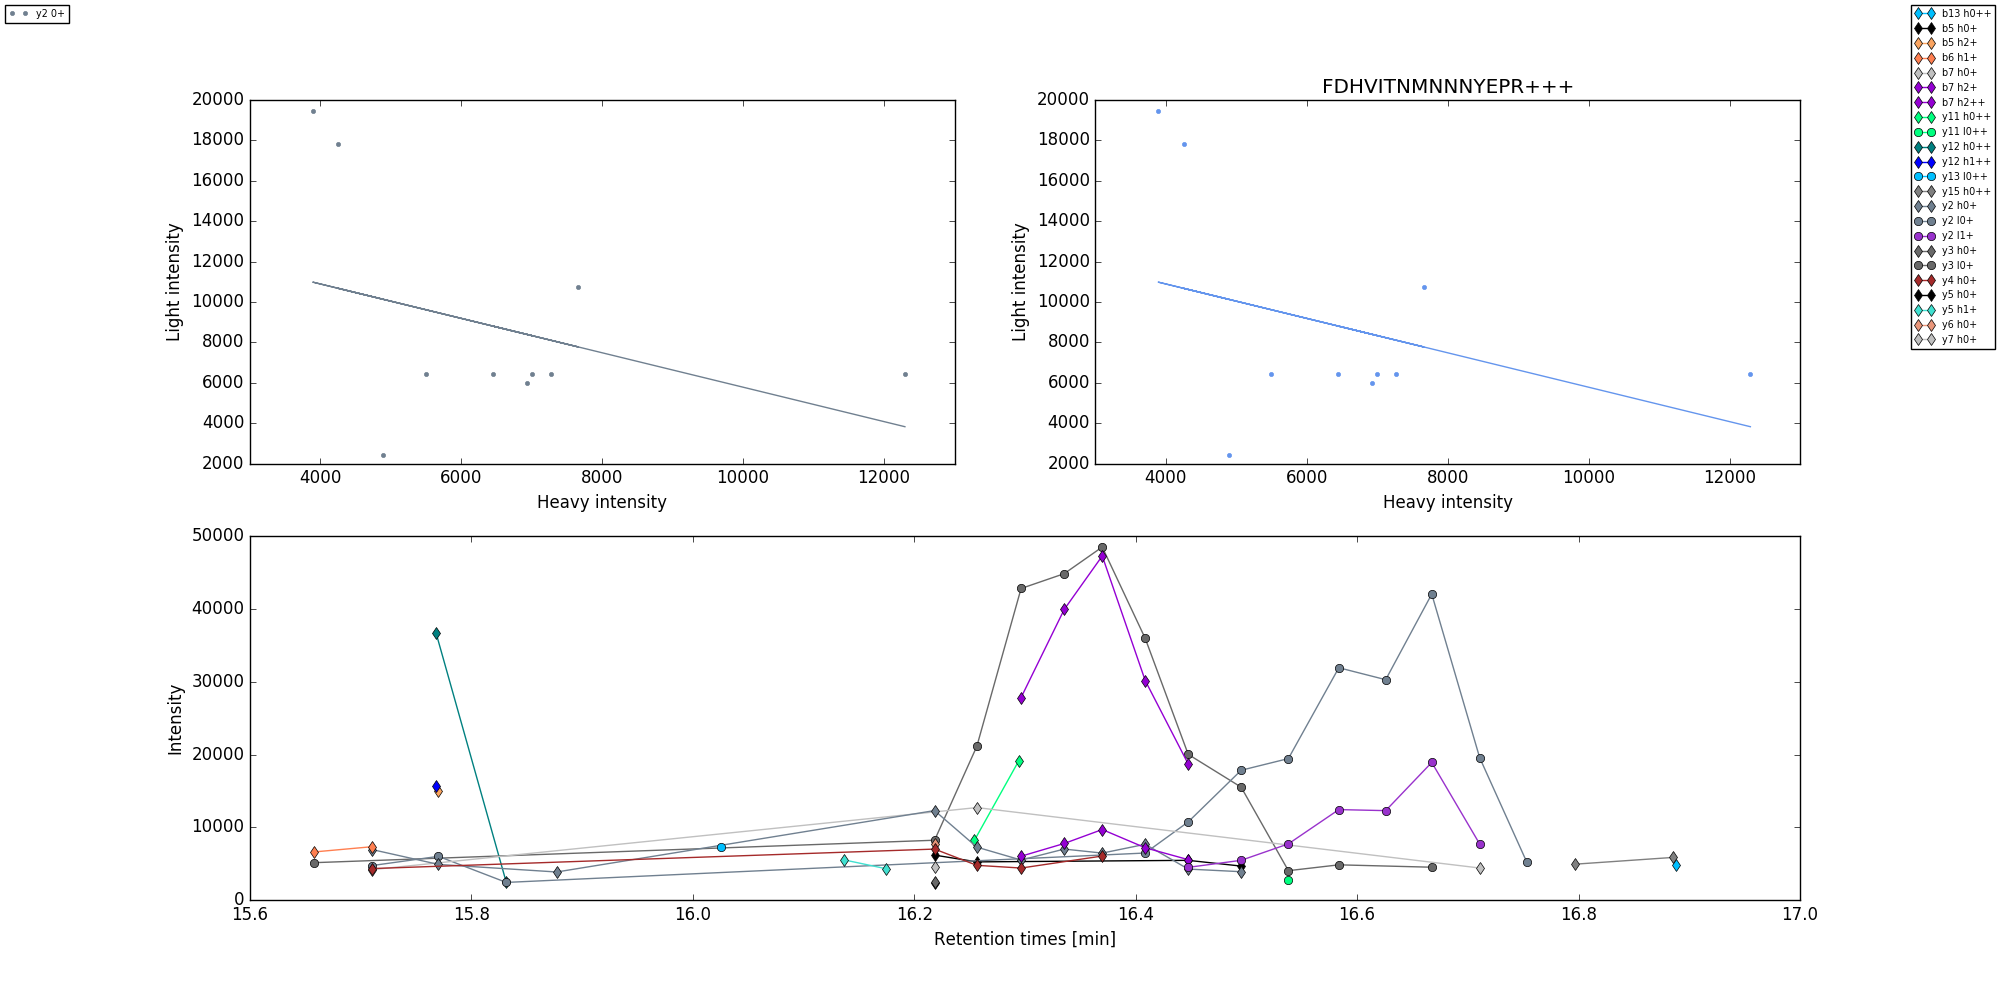 y2 0+
b13 h0++
b5 h0+
b5 h2+
b6 h1+
b7 h0+
b7 h2+
b7 h2++
y11 h0++
y11 l0++
y12 h0++
y12 h1++
y13 l0++
y15 h0++
y2 h0+
y2 l0+
y2 l1+
y3 h0+
y3 l0+
y4 h0+
y5 h0+
y5 h1+
y6 h0+
y7 h0+
20000
18000
16000
14000
12000
10000
8000
6000
4000
2000
Light intensity
4000 6000 8000 10000 12000
Heavy intensity
FDHVITNMNNNYEPR+++
20000
18000
16000
14000
12000
10000
8000
6000
4000
2000
Light intensity
4000 6000 8000 10000 12000
Heavy intensity
50000
40000
30000
20000
10000
0
Intensity
15.6 15.8 16.0 16.2 16.4 16.6 16.8 17.0
Retention times [min]